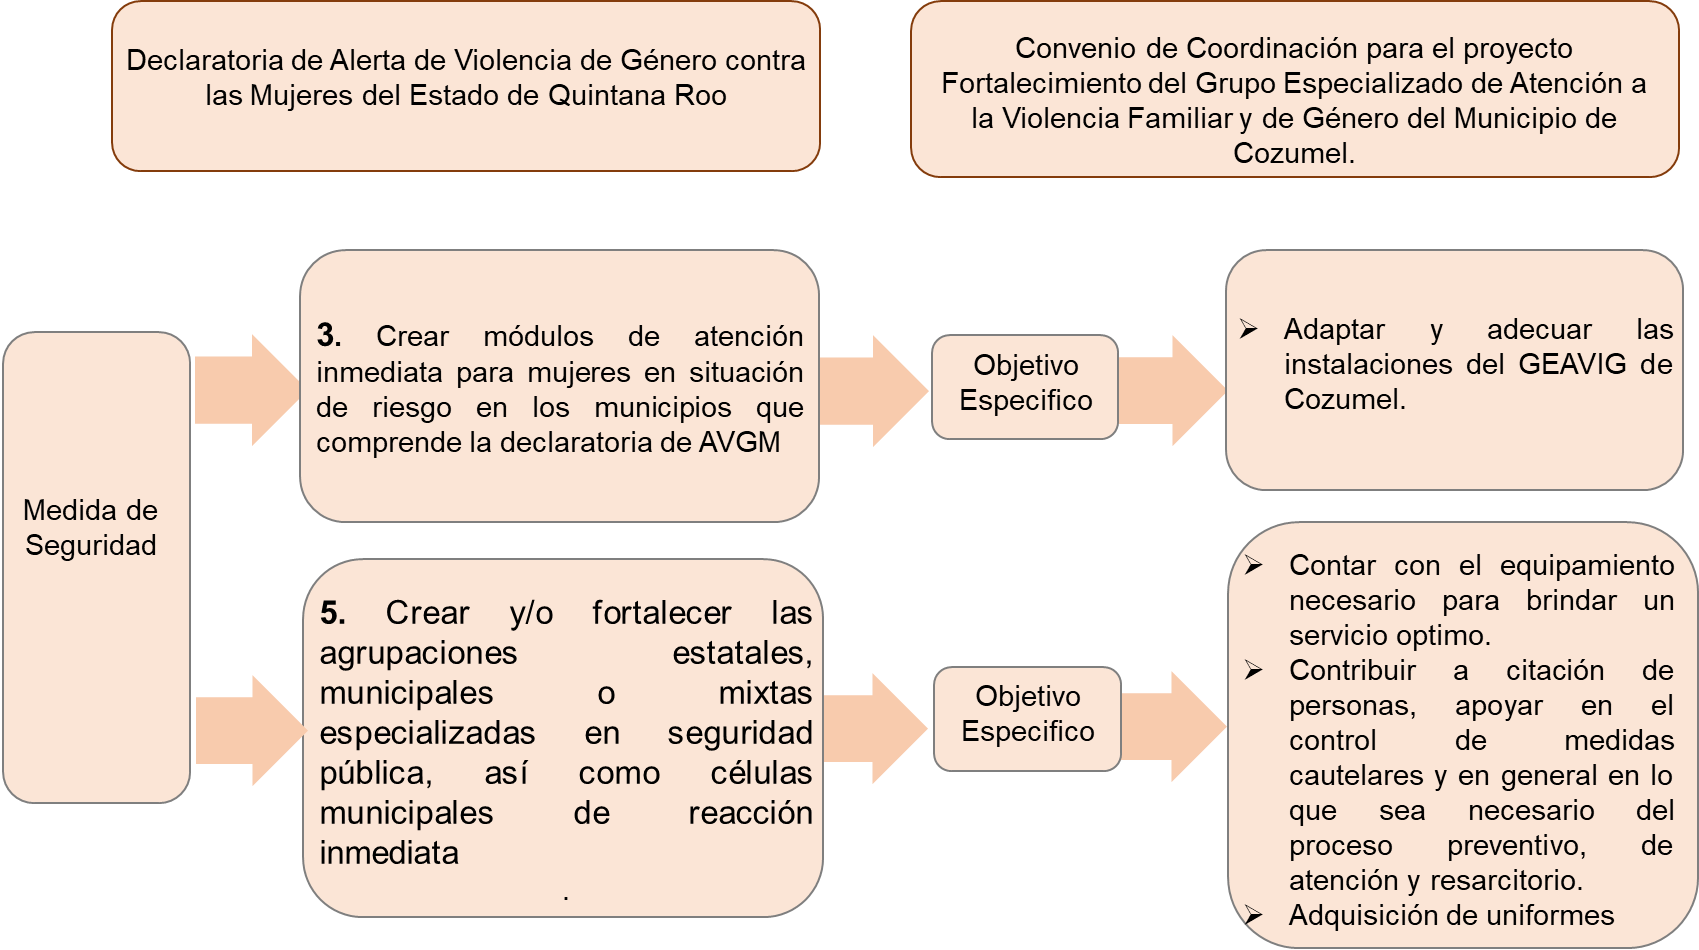 Declaratoria de Alerta de Violencia de Género contra
las Mujeres del Estado de Quintana Roo
Convenio de Coordinación para el proyecto
Fortalecimiento del Grupo Especializado de Atención a
la Violencia Familiar y de Género del Municipio de
Cozumel.
Medida de
Seguridad
3. Crear módulos de atención
inmediata para mujeres en situación
de riesgo en los municipios que
comprende la declaratoria de AVGM
Objetivo
Especifico
➢ Adaptar y adecuar las
instalaciones del GEAVIG de
Cozumel.
5. Crear y/o fortalecer las
agrupaciones estatales,
municipales o mixtas
especializadas en seguridad
pública, así como células
municipales de reacción
inmediata
.
Objetivo
Especifico
➢ Contar con el equipamiento
necesario para brindar un
servicio optimo.
➢ Contribuir a citación de
personas, apoyar en el
control de medidas
cautelares y en general en lo
que sea necesario del
proceso preventivo, de
atención y resarcitorio.
➢ Adquisición de uniformes